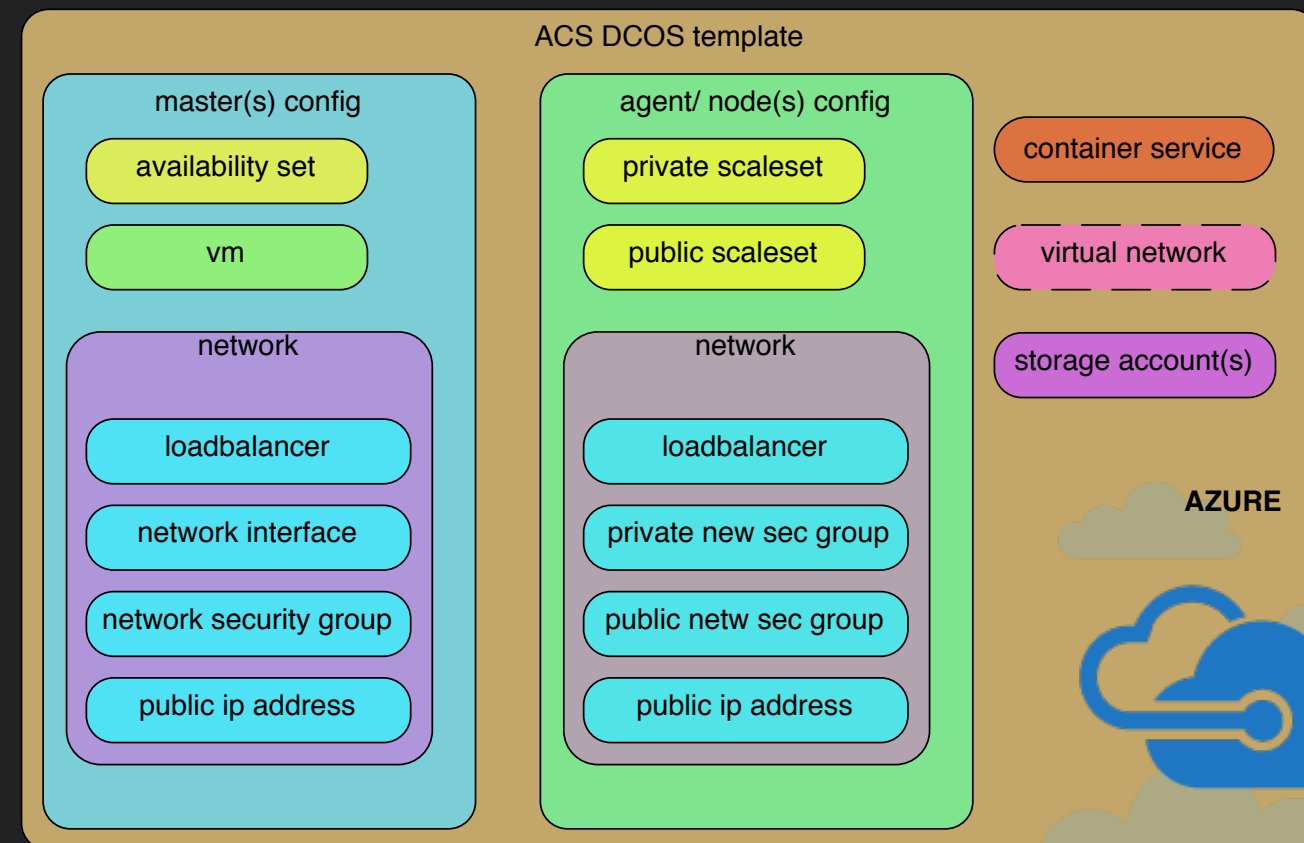 ACS DCOS template
master(s) config
availability set
vm
network
loadbalancer
network interface
network security group
public ip address
agent/ node(s) config
private scaleset
public scaleset
network
loadbalancer
private new sec group
public netw sec group
public ip address
container service
virtual network
storage account(s)
AZURE